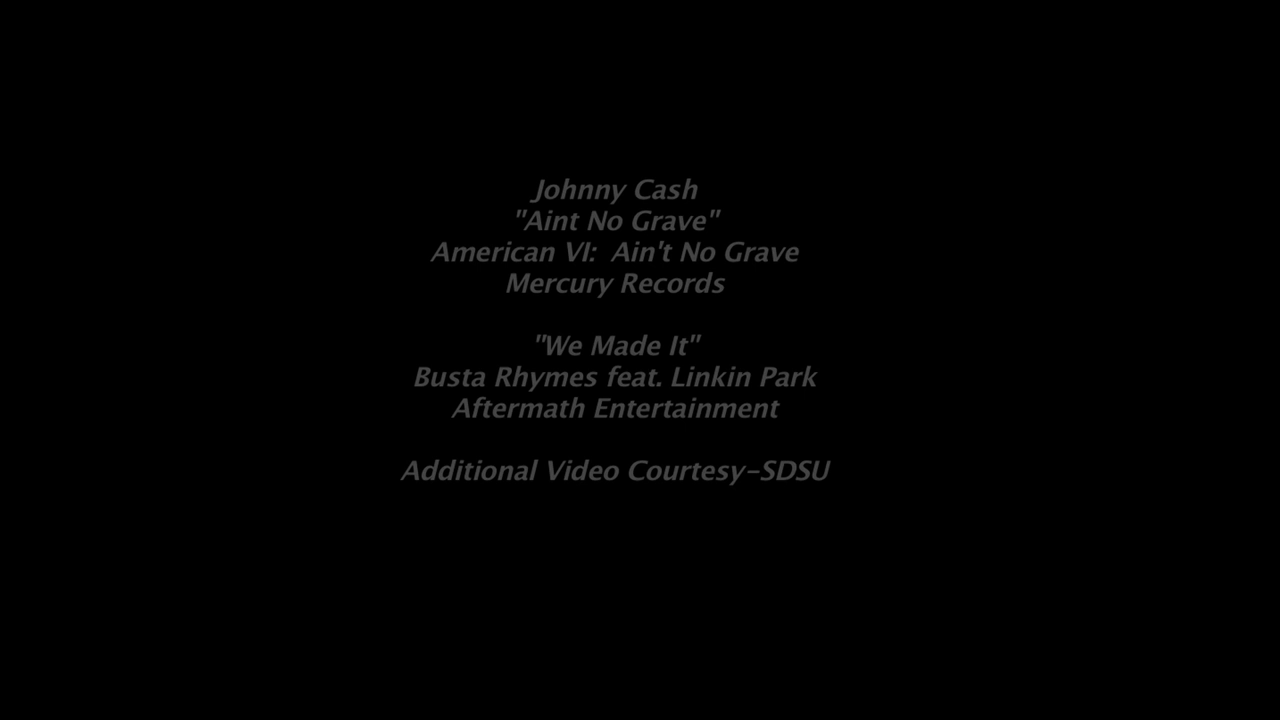 Johnny Cash
"Aint No Grave"
American VI:  Ain't No Grave
Mercury Records
"We Made It"
Busta Rhymes feat. Linkin Park
Aftermath Entertainment
Additional Video Courtesy-SDSU